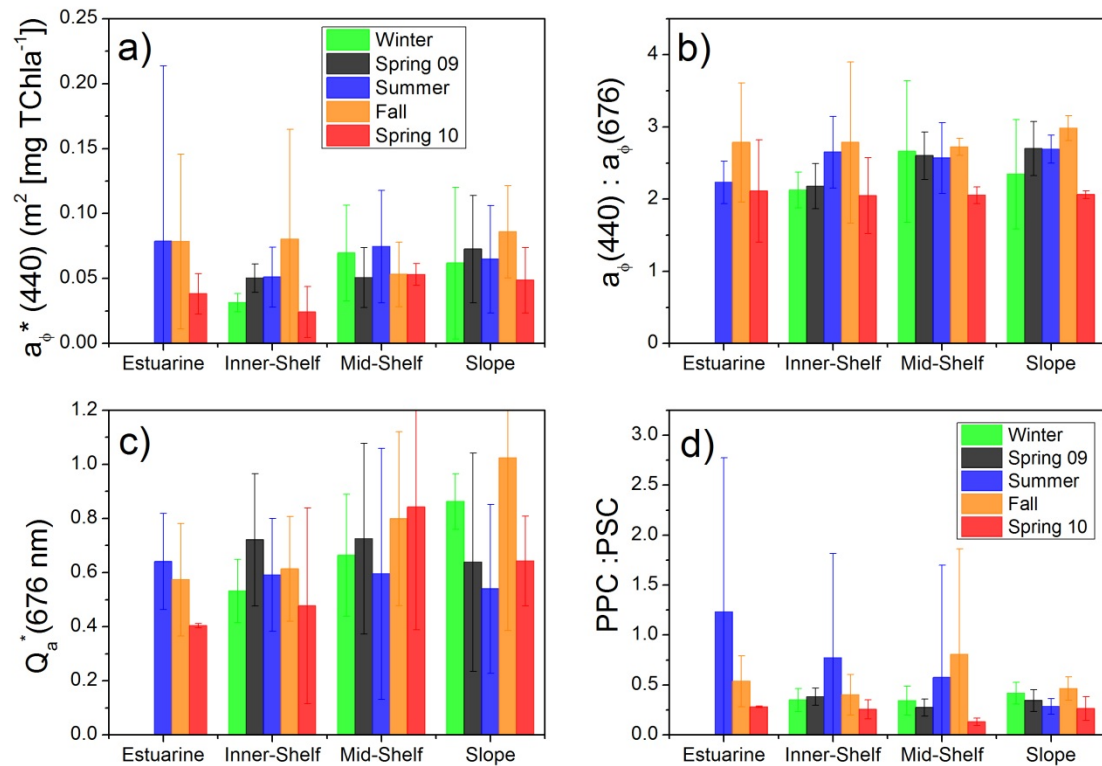 a)
0.25
0.20
0.15
0.10
0.05
0.00
aϕ* (440) (m² [mg TChla⁻¹]
Winter
Spring 09
Summer
Fall
Spring 10
Estuarine Inner-Shelf Mid-Shelf Slope
b)
4
3
2
1
0
aϕ(440) : aϕ(676)
Estuarine Inner-Shelf Mid-Shelf Slope
c)
1.2
1.0
0.8
0.6
0.4
0.2
0.0
Qa*(676 nm)
Estuarine Inner-Shelf Mid-Shelf Slope
d)
3.0
2.5
2.0
1.5
1.0
0.5
0.0
PPC :PSC
Winter
Spring 09
Summer
Fall
Spring 10
Estuarine Inner-Shelf Mid-Shelf Slope